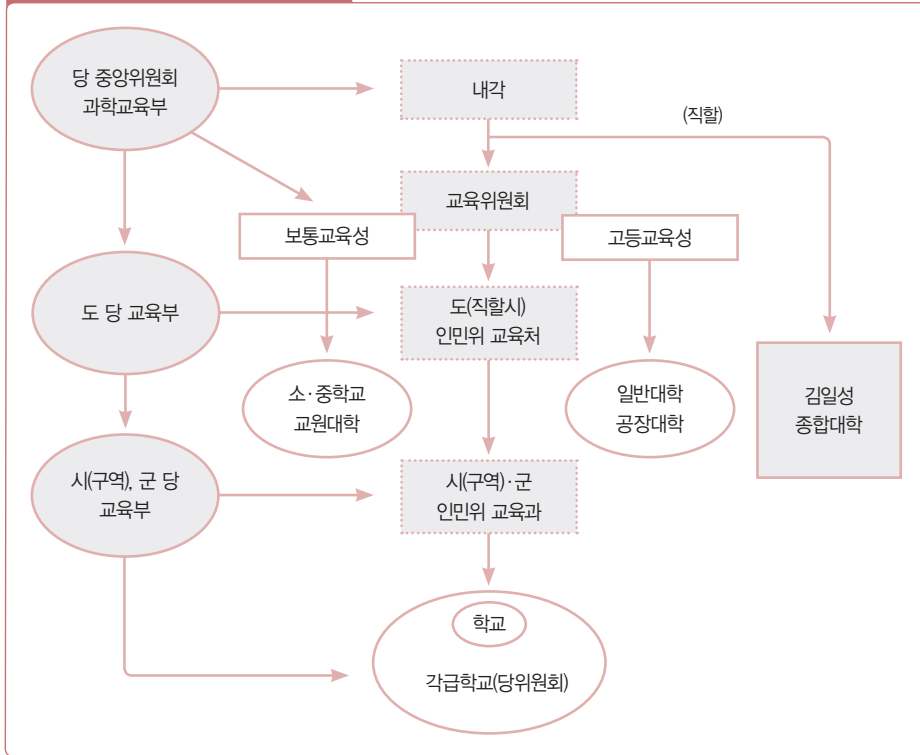 당 중앙위원회
과학교육부
내각
(직할)
교육위원회
보통교육성
고등교육성
도 당 교육부
도(직할시)
인민위 교육처
소·중학교
교원대학
일반대학
공장대학
김일성
종합대학
시(구역), 군 당
교육부
시(구역)·군
인민위 교육과
학교
각급학교(당위원회)